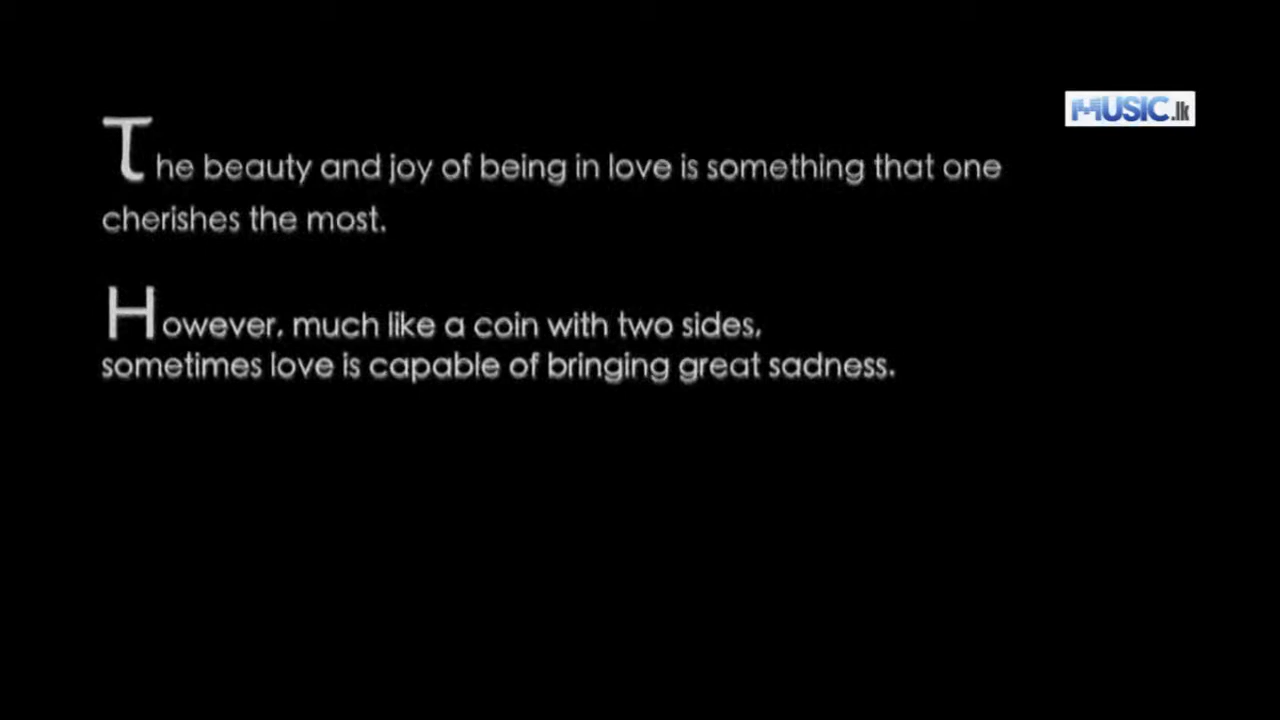 The beauty and joy of being in love is something that one
cherishes the most.
However, much like a coin with two sides,
sometimes love is capable of bringing great sadness.
MUSIC.lk